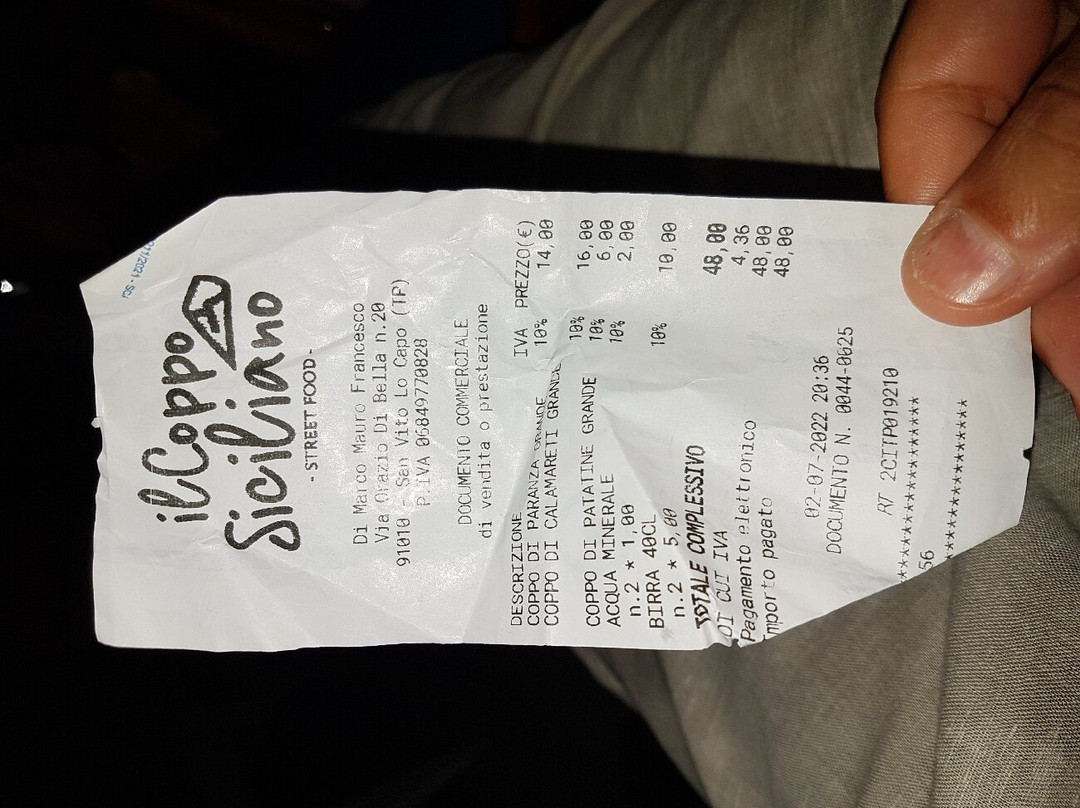 il Coppo
Siciliano
- STREET FOOD -
Di Marco Mauro Francesco
Via Orazio Di Bella n.20
91010 - San Vito Lo Capo (TP)
P.IVA 06849770828
DOCUMENTO COMMERCIALE
di vendita o prestazione
DESCRIZIONE IVA PREZZO(€)
COPPO DI PARANZA GRANDE 10% 14,00
COPPO DI CALAMARETI GRANDE
10% 16,00
COPPO DI PATATINE GRANDE 10% 6,00
ACQUA MINERALE 10% 2,00
n.2 * 1,00
BIRRA 40CL 10% 10,00
n.2 * 5,00
TOTALE COMPLESSIVO 48,00
DI CUI IVA 4,36
Pagamento elettronico 48,00
Importo pagato 48,00
02-07-2022 20:36
DOCUMENTO N. 0044-0025
RT 2CITP019210
********************
56
********************